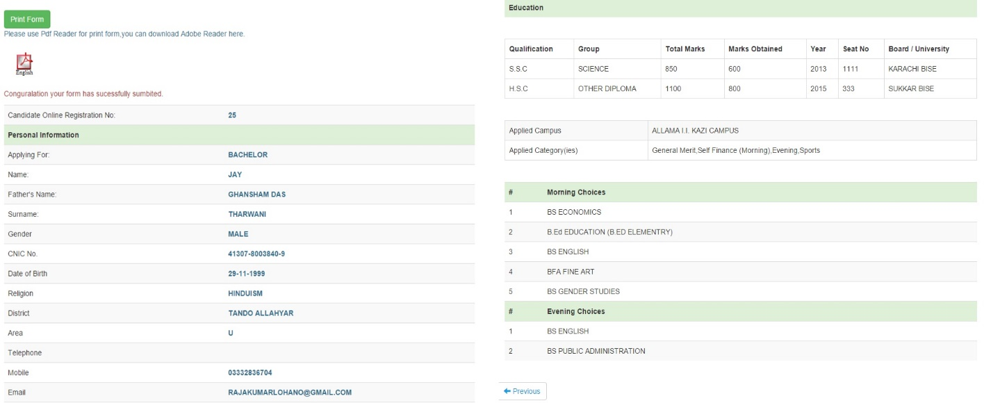 Print Form
Please use Pdf Reader for print form,you can download Adobe Reader here.
English
Conguralation your form has sucessfully sumbited.
Candidate Online Registration No: 25
Personal Information
Applying For: BACHELOR
Name: JAY
Father's Name: GHANSHAM DAS
Surname: THARWANI
Gender MALE
CNIC No. 41307-8003840-9
Date of Birth 29-11-1999
Religion HINDUISM
District TANDO ALLAHYAR
Area U
Telephone
Mobile 03332836704
Email RAJAKUMARLOHANO@GMAIL.COM
Education
Qualification Group Total Marks Marks Obtained Year Seat No Board / University
S.S.C SCIENCE 850 600 2013 1111 KARACHI BISE
H.S.C OTHER DIPLOMA 1100 800 2015 333 SUKKAR BISE
Applied Campus ALLAMA I.I. KAZI CAMPUS
Applied Category(ies) General Merit,Self Finance (Morning),Evening,Sports
# Morning Choices
1 BS ECONOMICS
2 B.Ed EDUCATION (B.ED ELEMENTRY)
3 BS ENGLISH
4 BFA FINE ART
5 BS GENDER STUDIES
# Evening Choices
1 BS ENGLISH
2 BS PUBLIC ADMINISTRATION
Previous